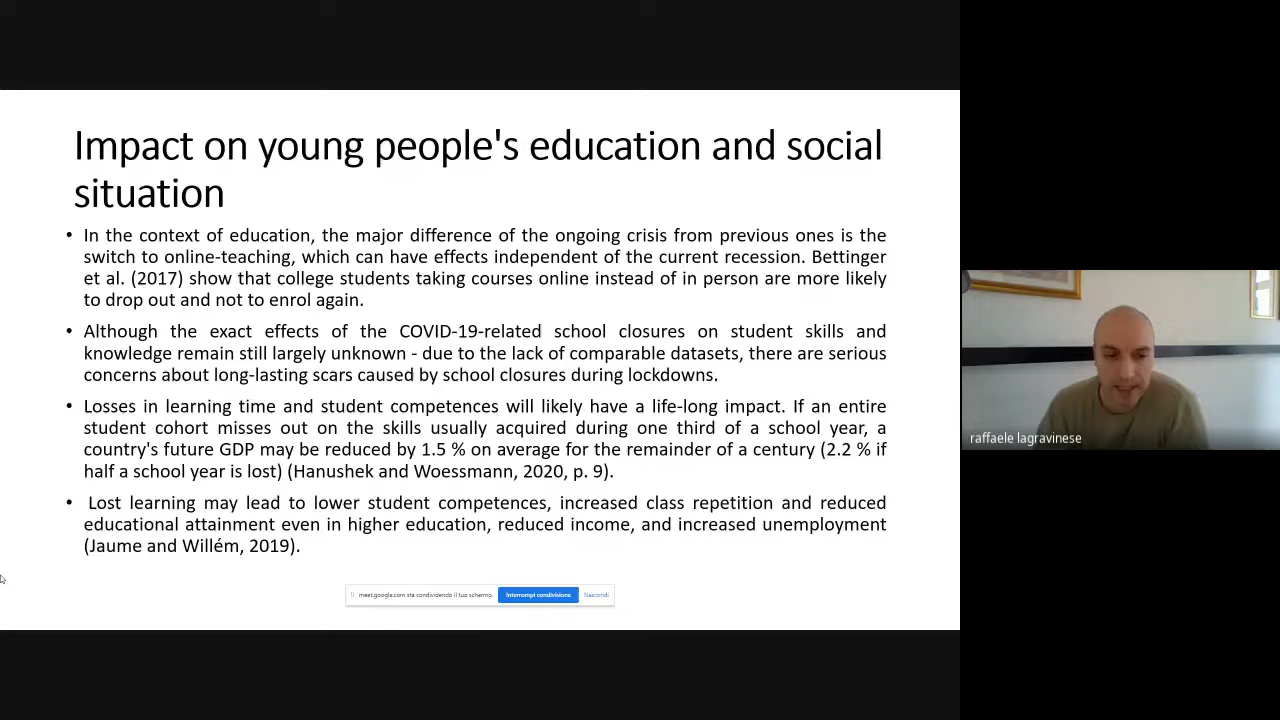 Impact on young people's education and social
situation
• In the context of education, the major difference of the ongoing crisis from previous ones is the
switch to online-teaching, which can have effects independent of the current recession. Bettinger
et al. (2017) show that college students taking courses online instead of in person are more likely
to drop out and not to enrol again.
• Although the exact effects of the COVID-19-related school closures on student skills and
knowledge remain still largely unknown - due to the lack of comparable datasets, there are serious
concerns about long-lasting scars caused by school closures during lockdowns.
• Losses in learning time and student competences will likely have a life-long impact. If an entire
student cohort misses out on the skills usually acquired during one third of a school year, a
country's future GDP may be reduced by 1.5 % on average for the remainder of a century (2.2 % if
half a school year is lost) (Hanushek and Woessmann, 2020, p. 9).
• Lost learning may lead to lower student competences, increased class repetition and reduced
educational attainment even in higher education, reduced income, and increased unemployment
(Jaume and Willém, 2019).
meet.google.com sta condividendo il tuo schermo. Interrompi condivisione Nascondi
raffaele lagravinese